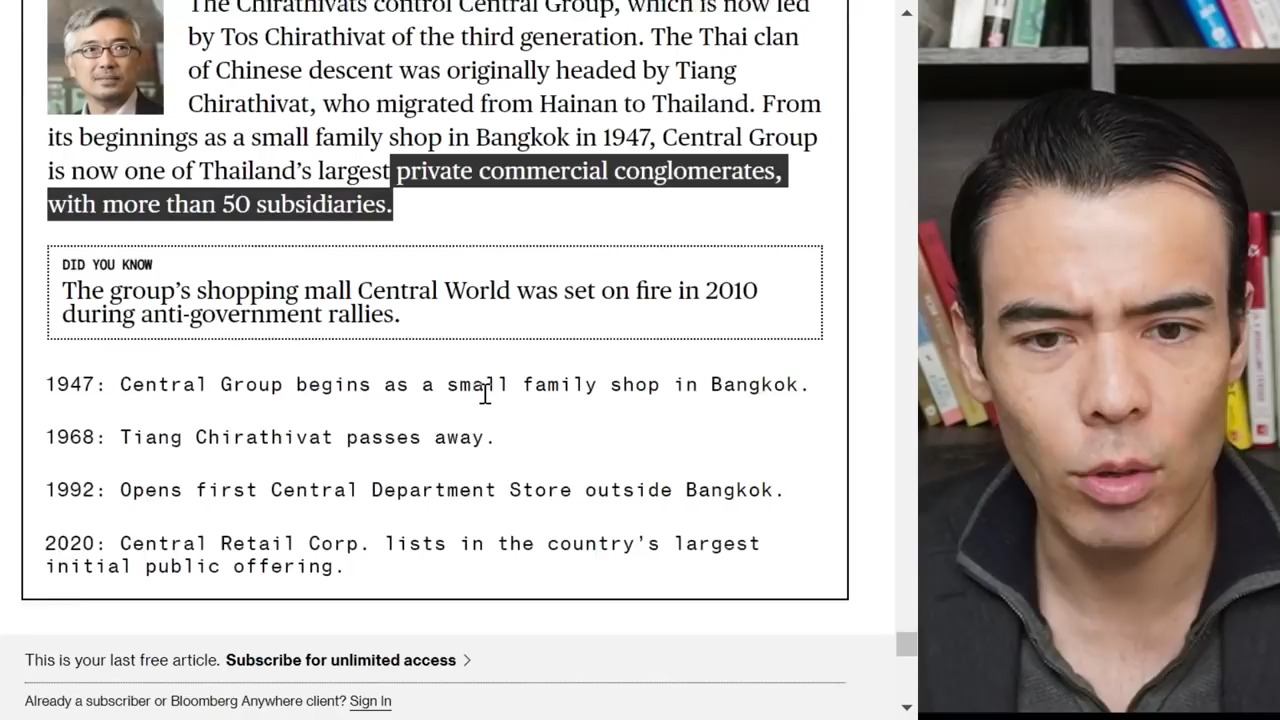 The Chirathivats control Central Group, which is now led
by Tos Chirathivat of the third generation. The Thai clan
of Chinese descent was originally headed by Tiang
Chirathivat, who migrated from Hainan to Thailand. From
its beginnings as a small family shop in Bangkok in 1947, Central Group
is now one of Thailand’s largest private commercial conglomerates,
with more than 50 subsidiaries.
DID YOU KNOW
The group’s shopping mall Central World was set on fire in 2010
during anti-government rallies.
1947: Central Group begins as a small family shop in Bangkok.
1968: Tiang Chirathivat passes away.
1992: Opens first Central Department Store outside Bangkok.
2020: Central Retail Corp. lists in the country’s largest
initial public offering.
This is your last free article. Subscribe for unlimited access >
Already a subscriber or Bloomberg Anywhere client? Sign In